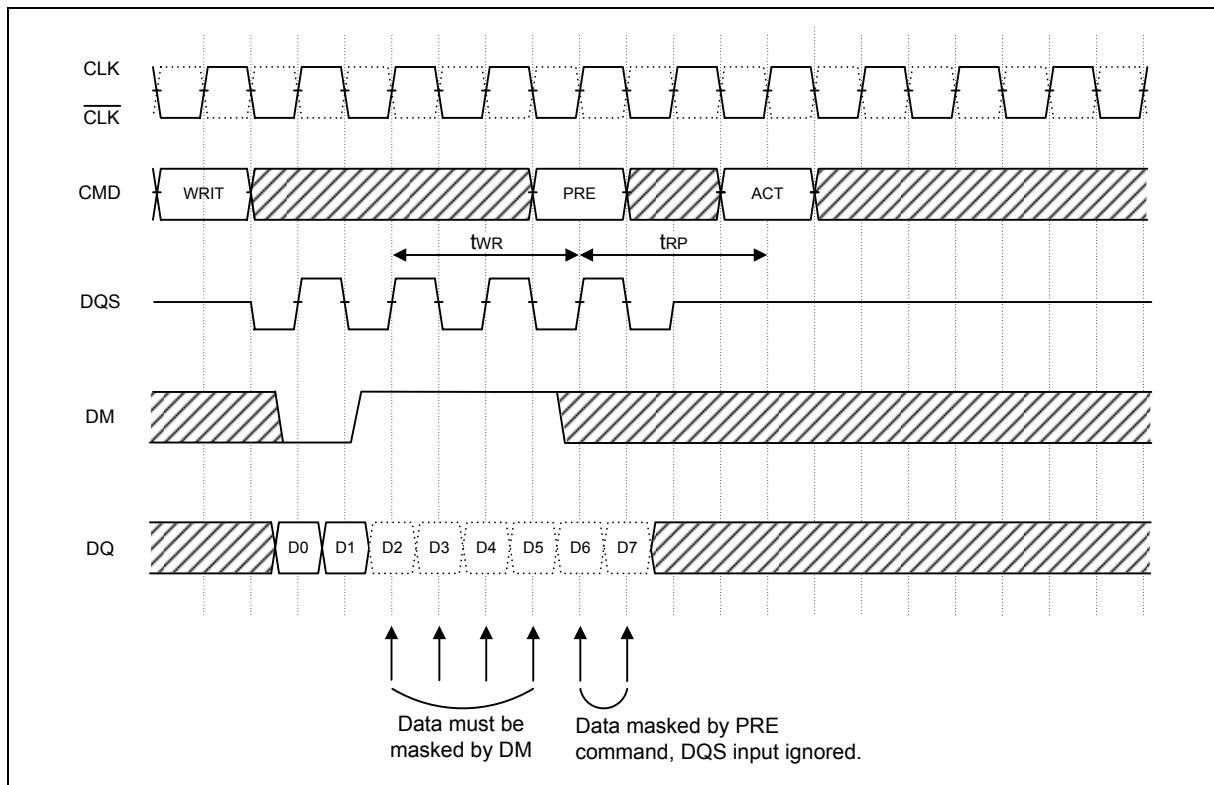 CLK
CLK
CMD WRIT PRE ACT
tWR tRP
DQS
DM
DQ D0 D1 D2 D3 D4 D5 D6 D7
Data must be Data masked by PRE
masked by DM command, DQS input ignored.